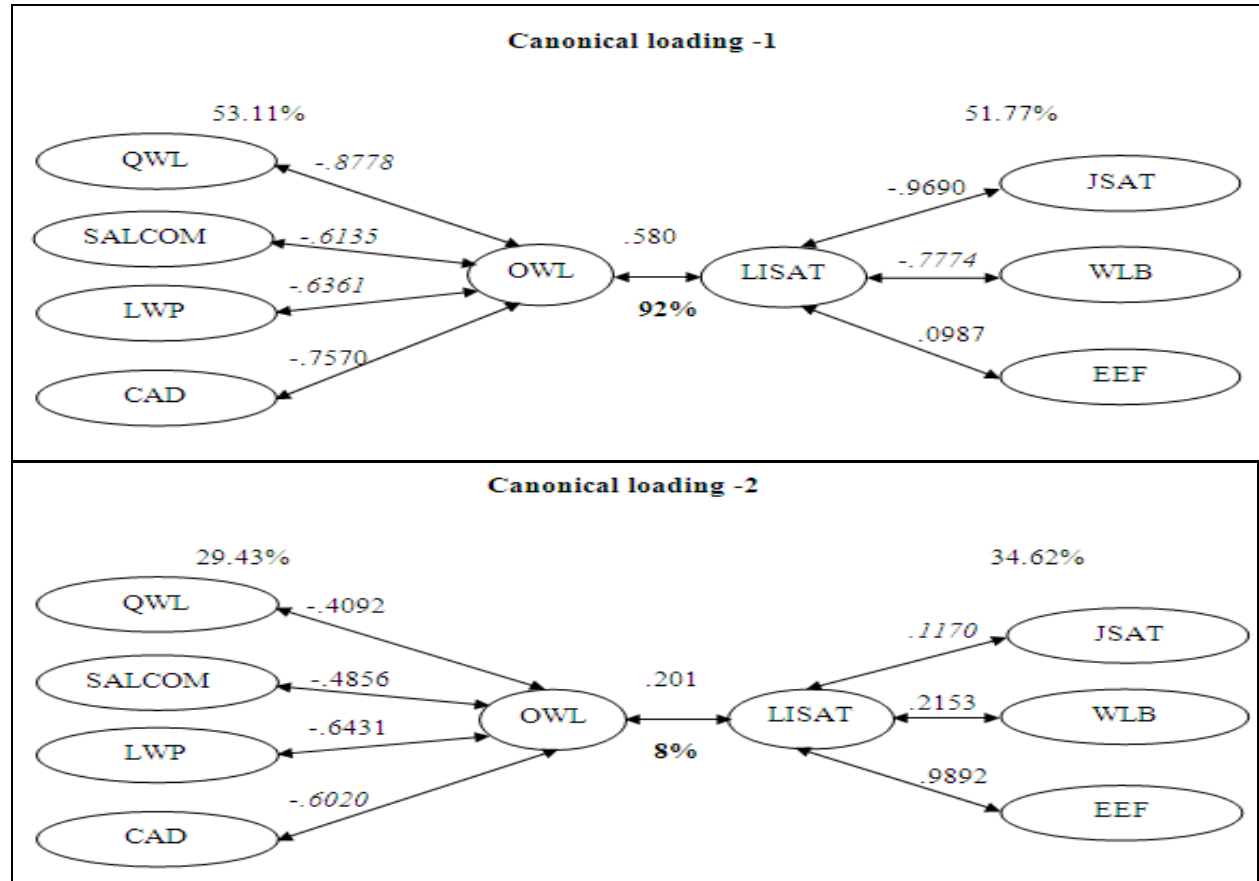 Canonical loading -1
53.11%
51.77%
QWL
-.8778
-.9690
JSAT
SALCOM
-.6135
.580
OWL
LISAT
-.7774
WLB
LWP
-.6361
92%
CAD
-.7570
.0987
EEF
Canonical loading -2
29.43%
34.62%
QWL
-.4092
.1170
JSAT
SALCOM
-.4856
.201
OWL
LISAT
.2153
WLB
LWP
-.6431
8%
CAD
-.6020
.9892
EEF